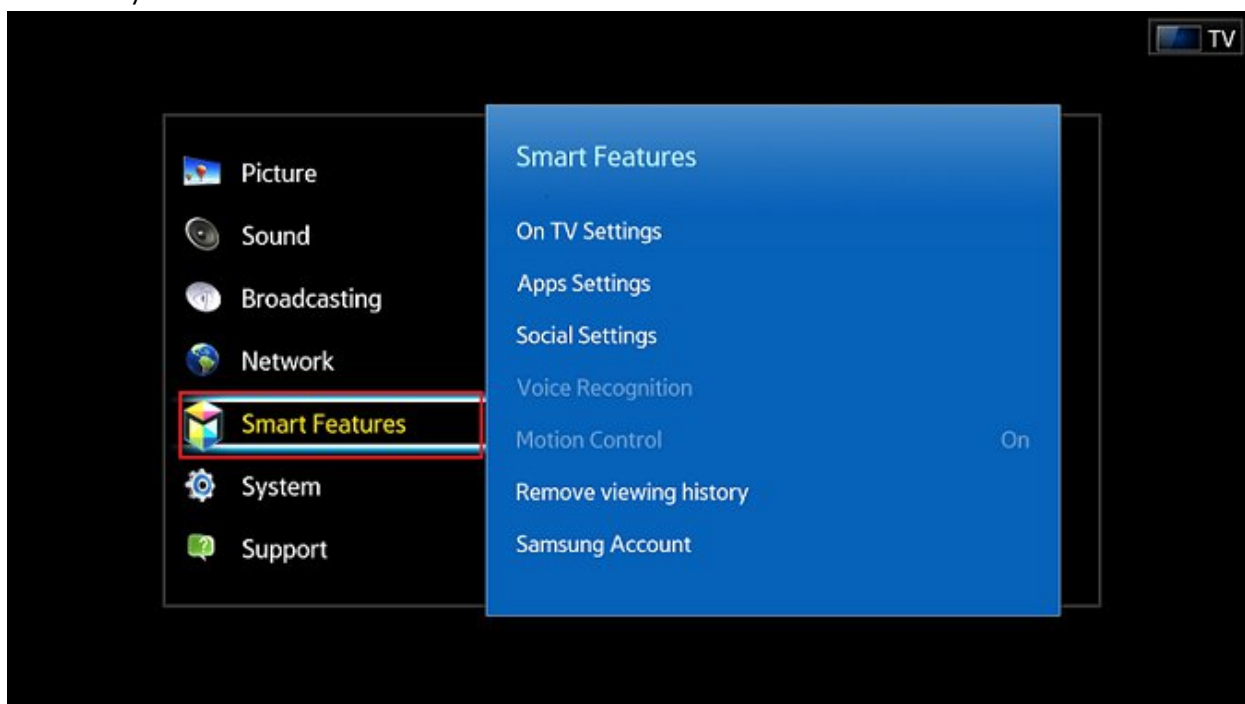 TV
Picture
Sound
Broadcasting
Network
Smart Features
System
Support
Smart Features
On TV Settings
Apps Settings
Social Settings
Voice Recognition
Motion Control On
Remove viewing history
Samsung Account